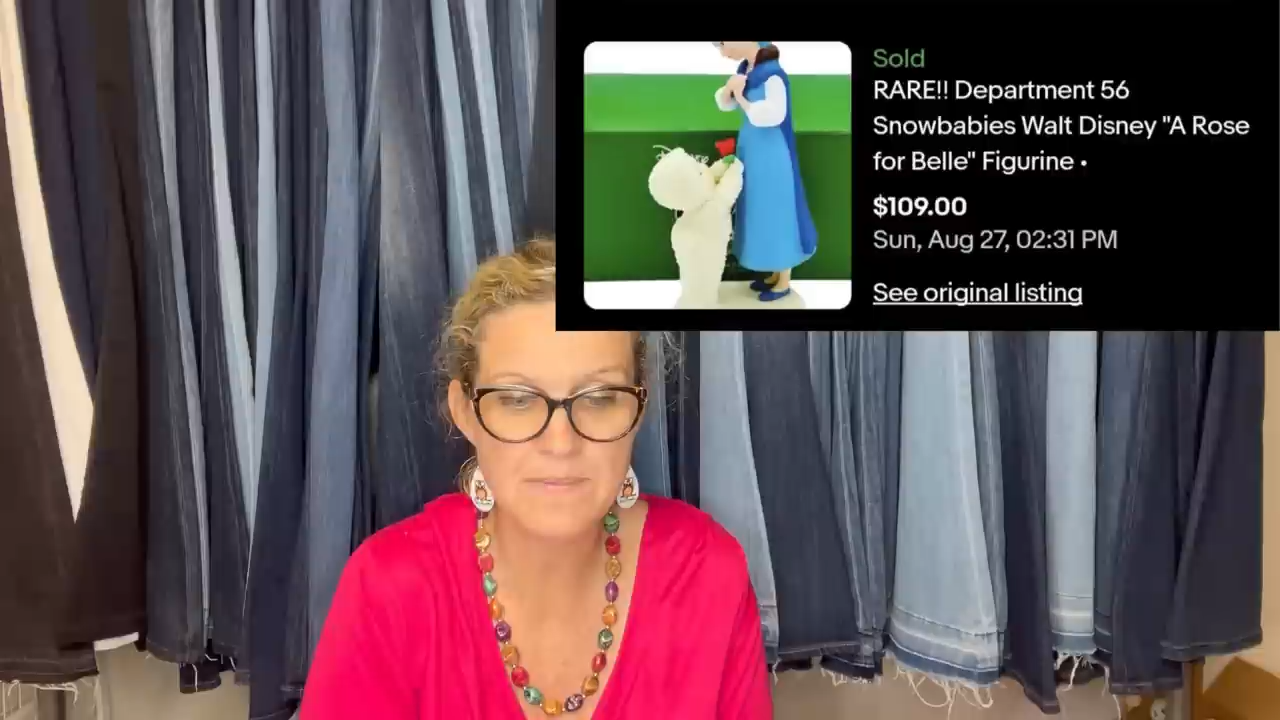 Sold
RARE!! Department 56
Snowbabies Walt Disney "A Rose
for Belle" Figurine •
$109.00
Sun, Aug 27, 02:31 PM
See original listing